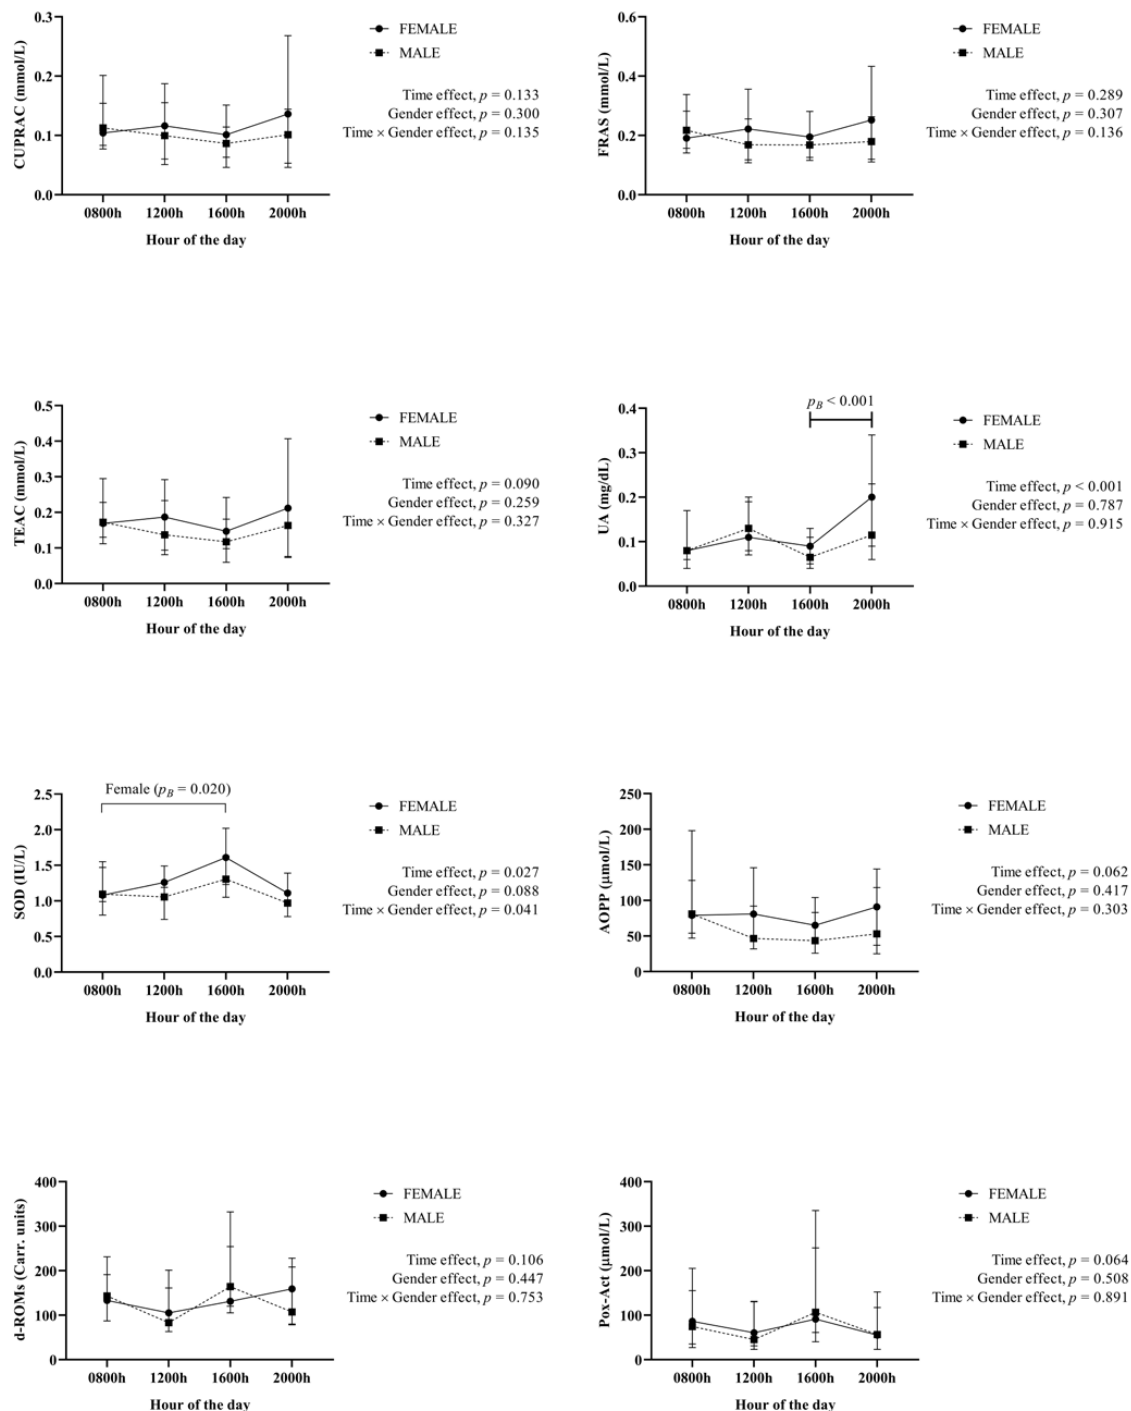 CUPRAC (mmol/L)
0.3
0.2
0.1
0.0
0800h 1200h 1600h 2000h
Hour of the day
FEMALE
MALE
Time effect, p = 0.133
Gender effect, p = 0.300
Time × Gender effect, p = 0.135
FRAS (mmol/L)
0.6
0.4
0.2
0.0
0800h 1200h 1600h 2000h
Hour of the day
FEMALE
MALE
Time effect, p = 0.289
Gender effect, p = 0.307
Time × Gender effect, p = 0.136
TEAC (mmol/L)
0.5
0.4
0.3
0.2
0.1
0.0
0800h 1200h 1600h 2000h
Hour of the day
FEMALE
MALE
Time effect, p = 0.090
Gender effect, p = 0.259
Time × Gender effect, p = 0.327
UA (mg/dL)
0.4
0.3
0.2
0.1
0.0
pB < 0.001
0800h 1200h 1600h 2000h
Hour of the day
FEMALE
MALE
Time effect, p < 0.001
Gender effect, p = 0.787
Time × Gender effect, p = 0.915
SOD (IU/L)
2.5
2.0
1.5
1.0
0.5
0.0
Female (pB = 0.020)
0800h 1200h 1600h 2000h
Hour of the day
FEMALE
MALE
Time effect, p = 0.027
Gender effect, p = 0.088
Time × Gender effect, p = 0.041
AOPP (µmol/L)
250
200
150
100
50
0
0800h 1200h 1600h 2000h
Hour of the day
FEMALE
MALE
Time effect, p = 0.062
Gender effect, p = 0.417
Time × Gender effect, p = 0.303
d-ROMs (Carr. units)
400
300
200
100
0
0800h 1200h 1600h 2000h
Hour of the day
FEMALE
MALE
Time effect, p = 0.106
Gender effect, p = 0.447
Time × Gender effect, p = 0.753
Pox-Act (µmol/L)
400
300
200
100
0
0800h 1200h 1600h 2000h
Hour of the day
FEMALE
MALE
Time effect, p = 0.064
Gender effect, p = 0.508
Time × Gender effect, p = 0.891